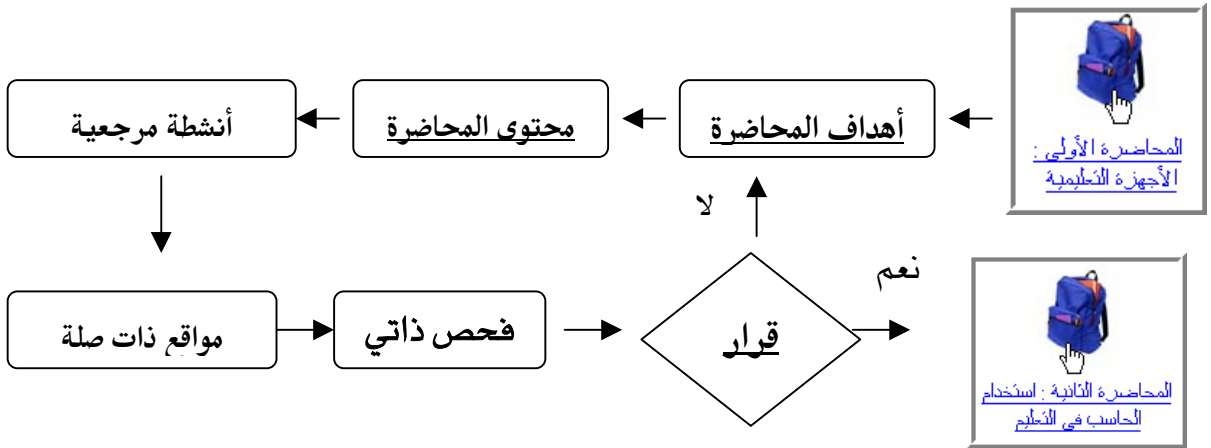 المحاضرة الأولى :
الأجهزة التعليمية
أهداف المحاضرة
محتوى المحاضرة
أنشطة مرجعية
لا
نعم
مواقع ذات صلة
فحص ذاتي
قرار
المحاضرة الثانية : استخدام
الحاسب في التعليم